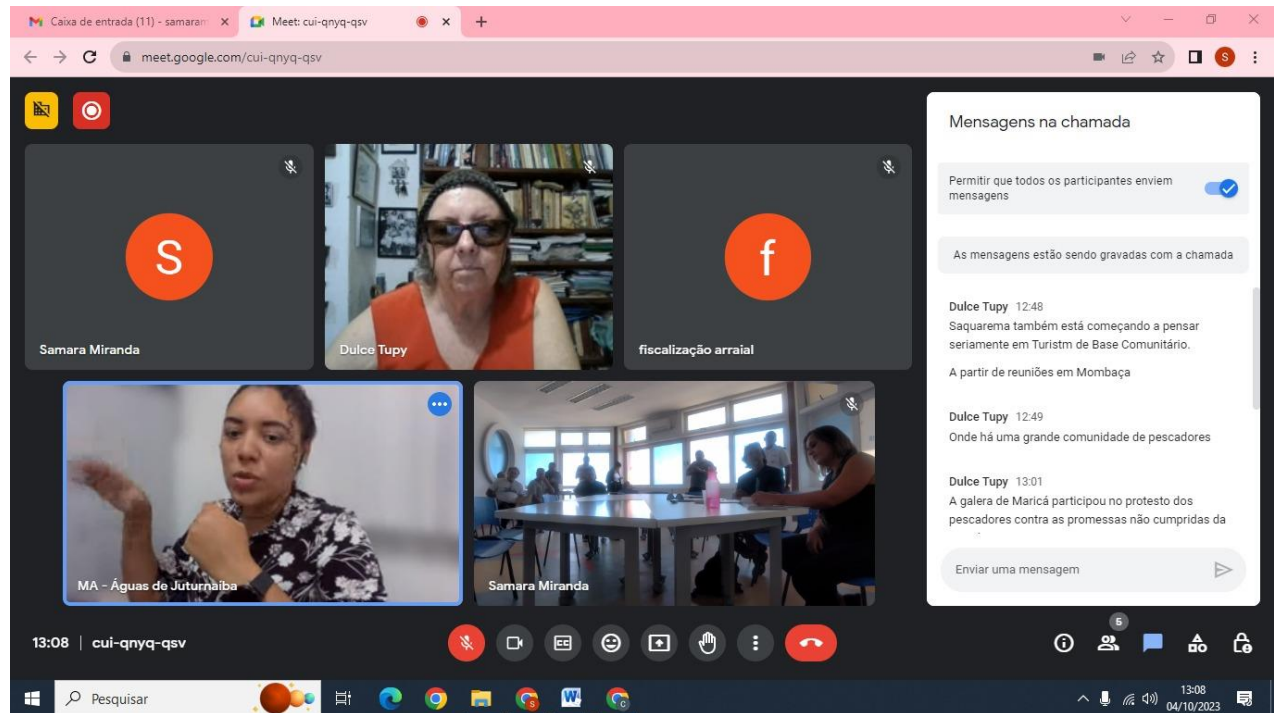 Caixa de entrada (11) - samaram
Meet: cui-qnyq-qsv
meet.google.com/cui-qnyq-qsv
S
Mensagens na chamada
Permitir que todos os participantes enviem
mensagens
As mensagens estão sendo gravadas com a chamada
S
Samara Miranda
Dulce Tupy
f
fiscalização arraial
MA - Águas de Juturnaíba
Samara Miranda
Dulce Tupy 12:48
Saquarema também está começando a pensar
seriamente em Turistm de Base Comunitário.
A partir de reuniões em Mombaça
Dulce Tupy 12:49
Onde há uma grande comunidade de pescadores
Dulce Tupy 13:01
A galera de Maricá participou no protesto dos
pescadores contra as promessas não cumpridas da
Enviar uma mensagem
13:08 | cui-qnyq-qsv
CC
5
Pesquisar
S
W
C
13:08
04/10/2023